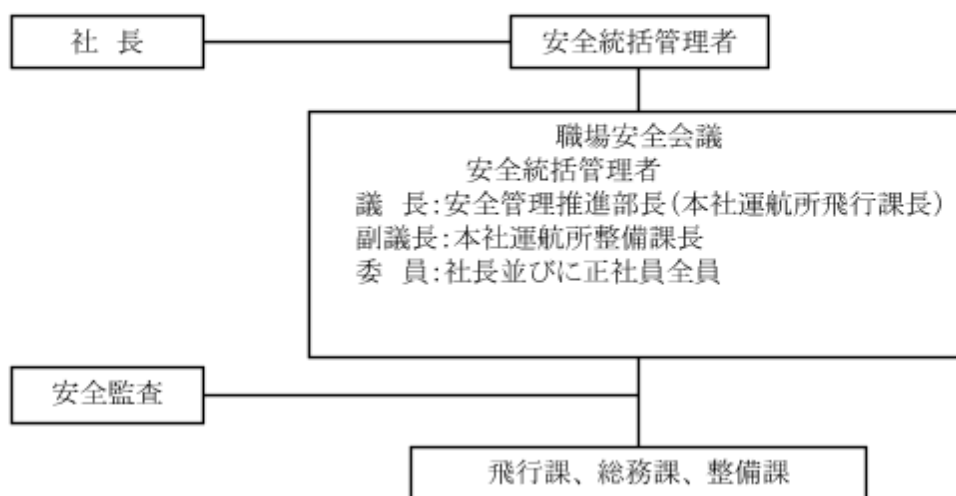 社 長
安全統括管理者
職場安全会議
安全統括管理者
議 長:安全管理推進部長(本社運航所飛行課長)
副議長:本社運航所整備課長
委 員:社長並びに正社員全員
安全監査
飛行課、総務課、整備課